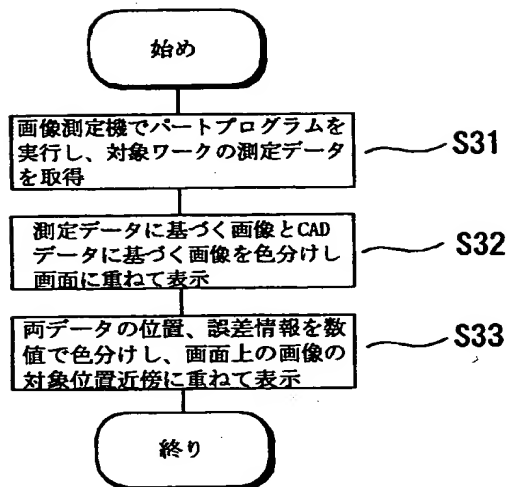 始め
画像測定機でパートプログラムを
実行し、対象ワークの測定データ
を取得
S31
測定データに基づく画像とCAD
データに基づく画像を色分けし
画面に重ねて表示
S32
両データの位置、誤差情報を数
値で色分けし、画面上の画像の
対象位置近傍に重ねて表示
S33
終り